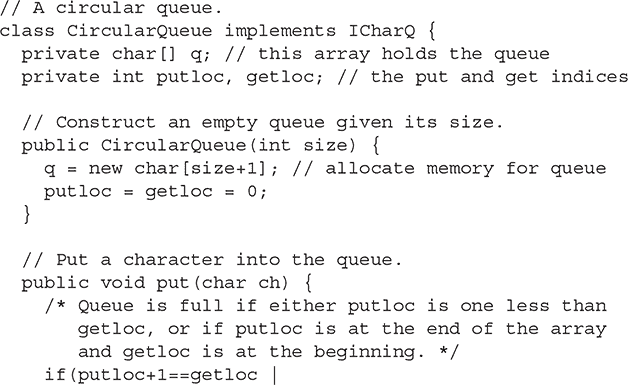 // A circular queue.
class CircularQueue implements ICharQ {
  private char[] q; // this array holds the queue
  private int putloc, getloc; // the put and get indices

  // Construct an empty queue given its size.
  public CircularQueue(int size) {
    q = new char[size+1]; // allocate memory for queue
    putloc = getloc = 0;
  }

  // Put a character into the queue.
  public void put(char ch) {
    /* Queue is full if either putloc is one less than
       getloc, or if putloc is at the end of the array
       and getloc is at the beginning. */
    if(putloc+1==getloc |